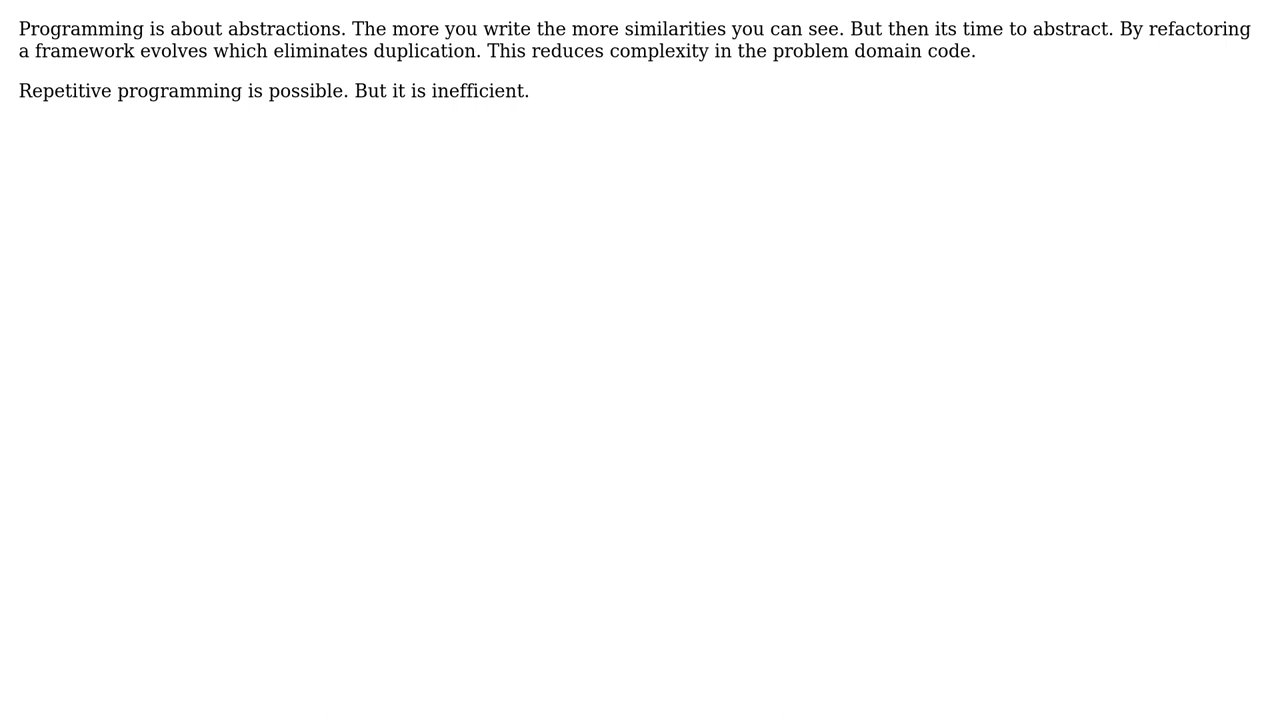 Programming is about abstractions. The more you write the more similarities you can see. But then its time to abstract. By refactoring
a framework evolves which eliminates duplication. This reduces complexity in the problem domain code.
Repetitive programming is possible. But it is inefficient.